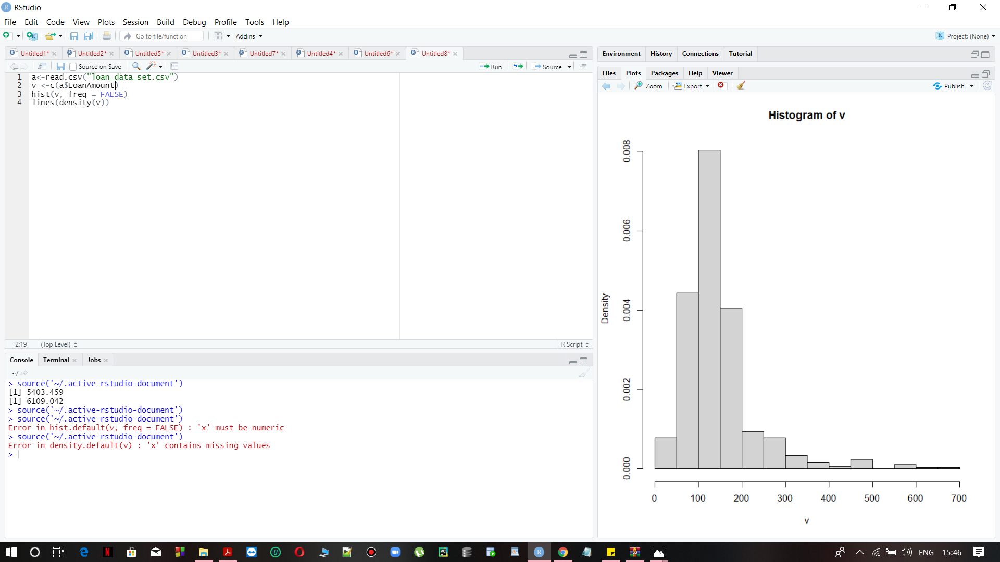 RStudio
File Edit Code View Plots Session Build Debug Profile Tools Help
Go to file/function Addins Project: (None)
Untitled1* Untitled2* Untitled5* Untitled3* Untitled7* Untitled4* Untitled6* Untitled8*
Source on Save Run Source
1 a<-read.csv("loan_data_set.csv")
2 v <-c(a$LoanAmount)
3 hist(v, freq = FALSE)
4 lines(density(v))
2:19 (Top Level) R Script
Console Terminal Jobs
~/
> source('~/.active-rstudio-document')
[1] 5403.459
[1] 6109.042
> source('~/.active-rstudio-document')
> source('~/.active-rstudio-document')
Error in hist.default(v, freq = FALSE) : 'x' must be numeric
> source('~/.active-rstudio-document')
Error in density.default(v) : 'x' contains missing values
>
Environment History Connections Tutorial
Files Plots Packages Help Viewer
Zoom Export Publish
Histogram of v
0.008
0.006
0.004
0.002
0.000
Density
0 100 200 300 400 500 600 700
v
ENG 15:46